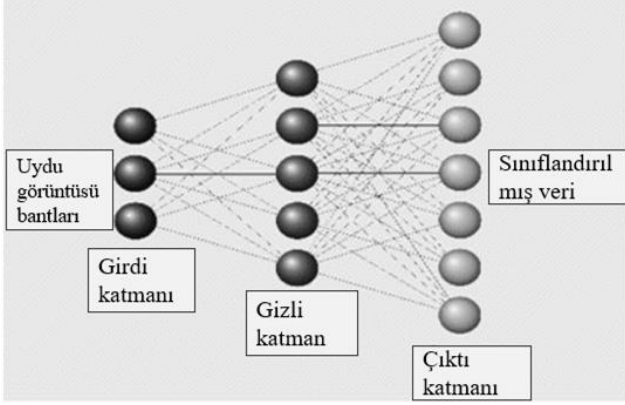 Uydu
görüntüsü
bantları
Girdi
katmanı
Gizli
katman
Çıktı
katmanı
Sınıflandırıl
mış veri